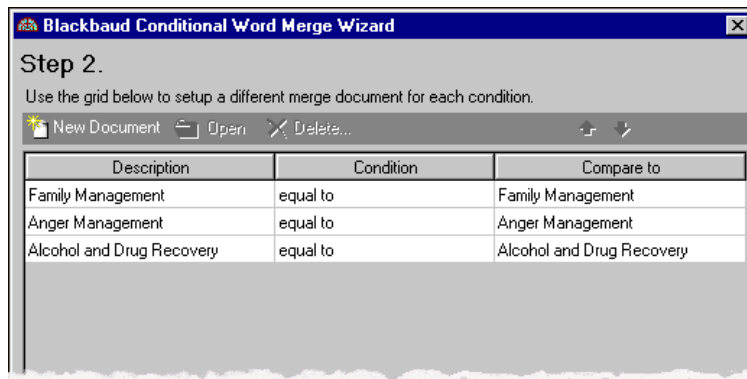 Blackbaud Conditional Word Merge Wizard
Step 2.
Use the grid below to setup a different merge document for each condition.
New Document Open Delete...
Description Condition Compare to
Family Management equal to Family Management
Anger Management equal to Anger Management
Alcohol and Drug Recovery equal to Alcohol and Drug Recovery